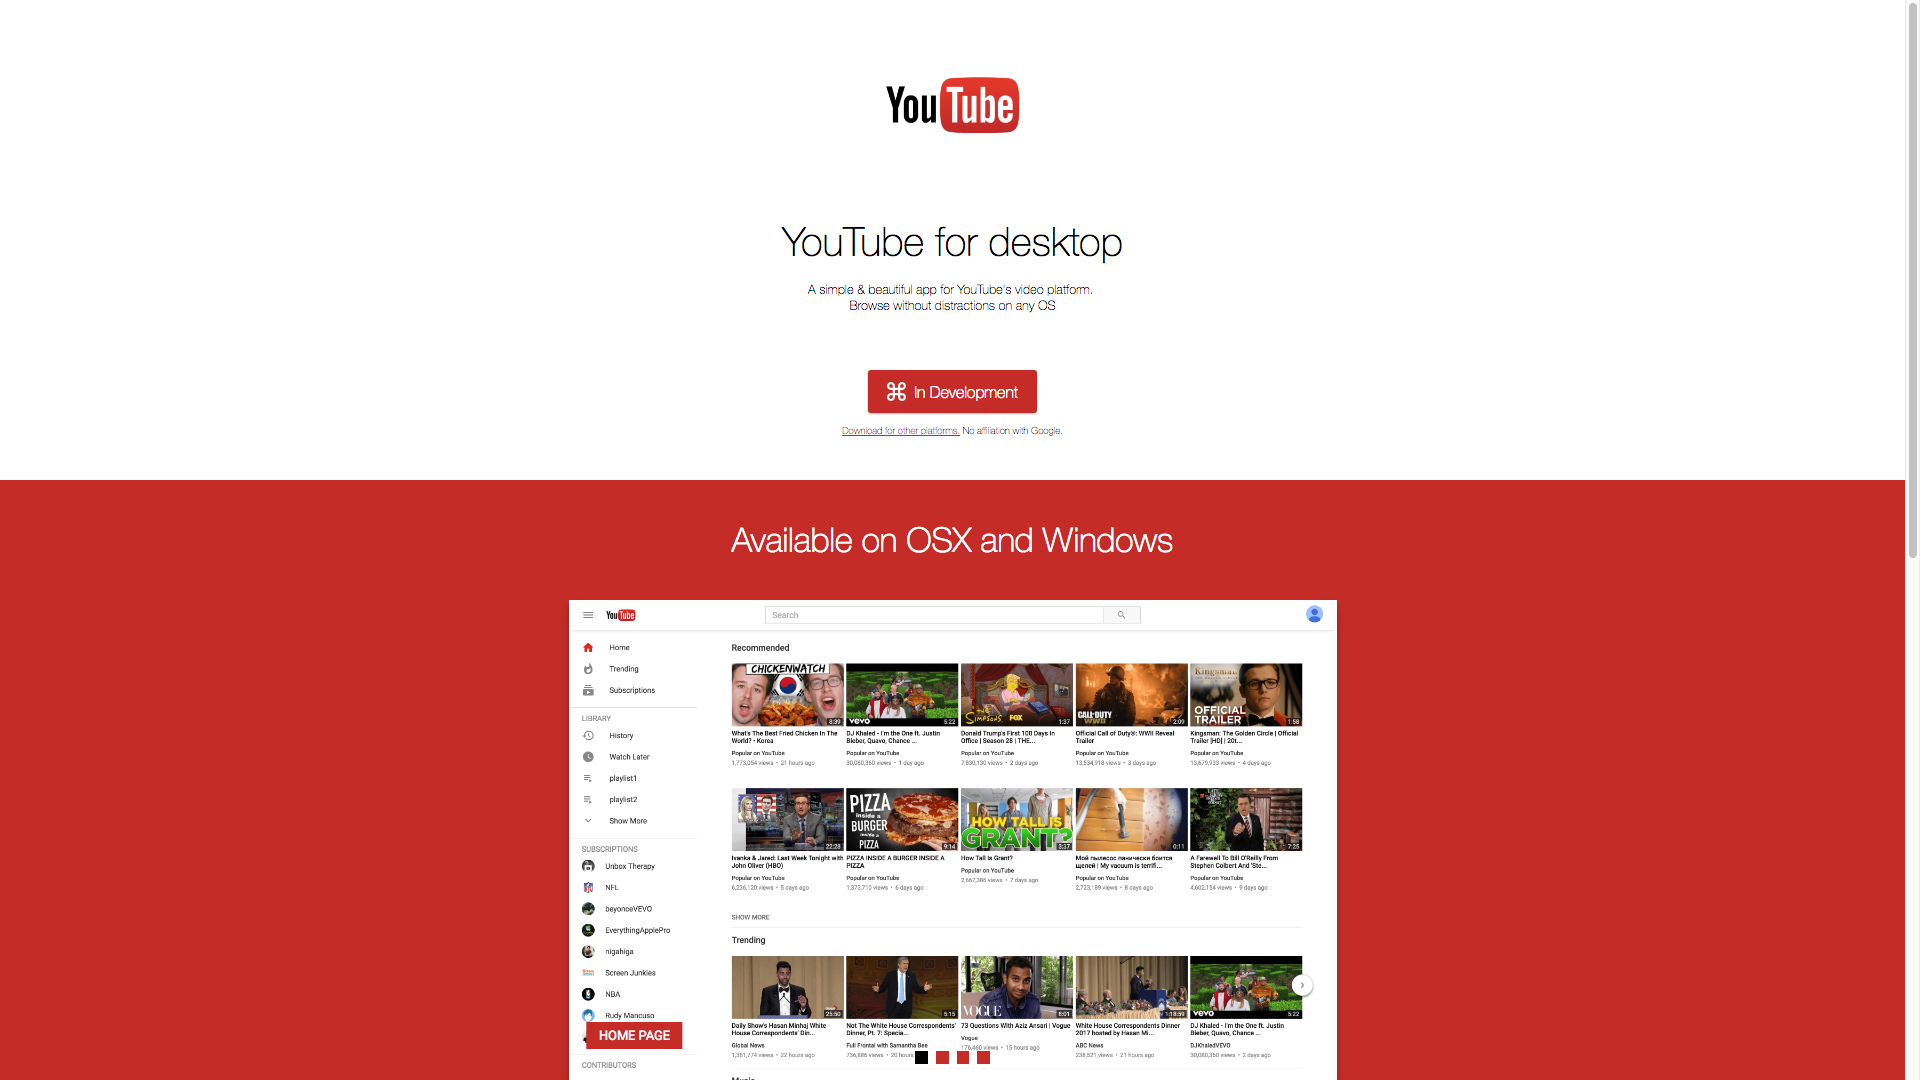 YouTube
YouTube for desktop
A simple & beautiful app for YouTube's video platform.
Browse without distractions on any OS
⌘ In Development
Download for other platforms. No affiliation with Google.
Available on OSX and Windows
YouTube
Search
Home
Trending
Subscriptions
LIBRARY
History
Watch Later
playlist1
playlist2
Show More
SUBSCRIPTIONS
Unbox Therapy
NFL
beyonceVEVO
EverythingApplePro
nigahiga
Screen Junkies
NBA
Rudy Mancuso
HOME PAGE
CONTRIBUTORS
Recommended
CHICKENWATCH
8:39
What's The Best Fried Chicken In The
World? - Korea
Popular on YouTube
1,773,054 views • 21 hours ago
vevo
5:22
DJ Khaled - I'm the One ft. Justin
Bieber, Quavo, Chance ...
Popular on YouTube
30,080,360 views • 1 day ago
THE Simpsons FOX
1:37
Donald Trump's First 100 Days In
Office | Season 28 | THE...
Popular on YouTube
7,830,130 views • 2 days ago
CALL OF DUTY
WWII
2:09
Official Call of Duty®: WWII Reveal
Trailer
Popular on YouTube
13,534,918 views • 3 days ago
Kingsman
OFFICIAL
TRAILER
1:58
Kingsman: The Golden Circle | Official
Trailer [HD] | 20t...
Popular on YouTube
13,679,933 views • 4 days ago
22:28
Ivanka & Jared: Last Week Tonight with
John Oliver (HBO)
Popular on YouTube
6,236,120 views • 5 days ago
PIZZA
inside a
BURGER
inside a
PIZZA
9:14
PIZZA INSIDE A BURGER INSIDE A
PIZZA
Popular on YouTube
1,373,710 views • 6 days ago
HOW TALL IS
GRANT?
3:37
How Tall Is Grant?
Popular on YouTube
2,667,386 views • 7 days ago
0:11
Мой пылесос панически боится
щелей | My vacuum is terrifi...
Popular on YouTube
2,723,189 views • 8 days ago
LATE SHOW
7:25
A Farewell To Bill O'Reilly From
Stephen Colbert And 'Ste...
Popular on YouTube
4,602,154 views • 9 days ago
SHOW MORE
Trending
25:50
Daily Show's Hasan Minhaj White
House Correspondents' Din...
Global News
1,361,774 views • 22 hours ago
5:15
Not The White House Correspondents'
Dinner, Pt. 7: Specia...
Full Frontal with Samantha Bee
736,886 views • 20 hours
VOGUE
8:01
73 Questions With Aziz Ansari | Vogue
Vogue
176,460 views • 15 hours ago
1:18:59
White House Correspondents Dinner
2017 hosted by Hasan Mi...
ABC News
238,521 views • 21 hours ago
vevo
5:22
DJ Khaled - I'm the One ft. Justin
Bieber, Quavo, Chance ...
DJKhaledVEVO
30,080,360 views • 2 days ago
Music